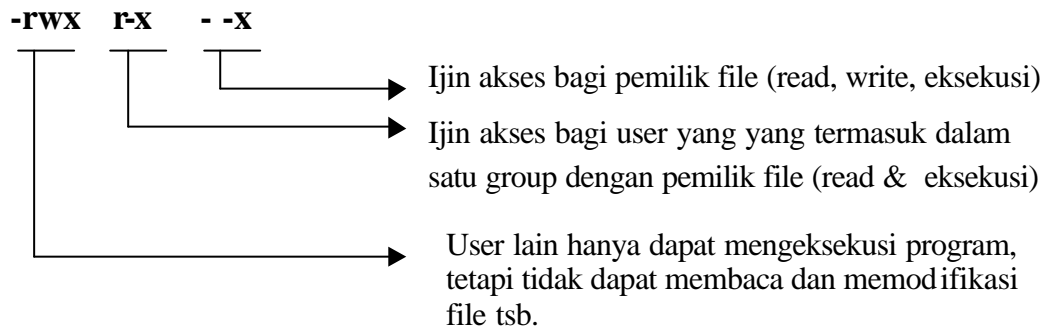 -rwx r-x - -x
Ijin akses bagi pemilik file (read, write, eksekusi)
Ijin akses bagi user yang yang termasuk dalam
satu group dengan pemilik file (read & eksekusi)
User lain hanya dapat mengeksekusi program,
tetapi tidak dapat membaca dan memodifikasi
file tsb.